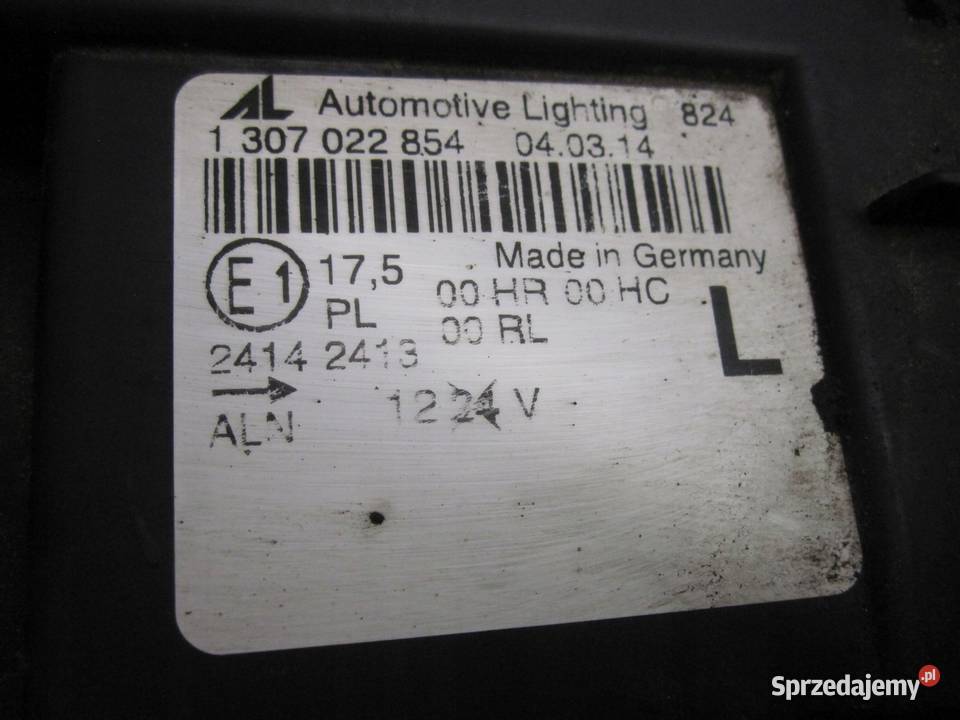 AL Automotive Lighting 824
1 307 022 854 04.03.14
Made in Germany
E1 17,5 00 HR 00 HC
PL 00 RL L
2414 2413
→ 12 24 V
ALN
Sprzedajemy.pl